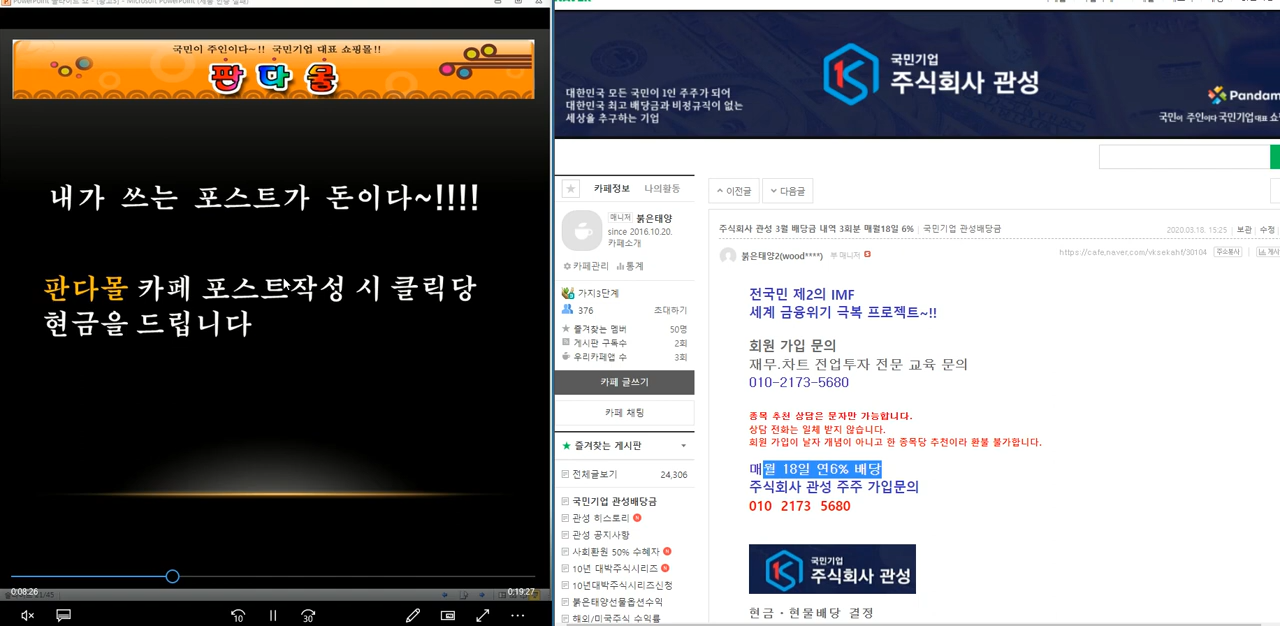 국민이 주인이다~!! 국민기업 대표 쇼핑몰!!
판다몰
내가 쓰는 포스트가 돈이다~!!!!
판다몰 카페 포스트작성 시 클릭당
현금을 드립니다
0:08:26
0:19:27
10
30
국민기업
주식회사 관성
대한민국 모든 국민이 1인 주주가 되어
대한민국 최고 배당금과 비정규직이 없는
세상을 추구하는 기업
Pandam
국민이 주인이다 국민기업 대표 쇼
카페정보 나의활동
매니저 붉은태양
since 2016.10.20.
카페소개
카페관리 통계
가지3단계
376 초대하기
즐겨찾는 멤버 50명
게시판 구독수 2회
우리카페앱 수 3회
카페 글쓰기
카페 채팅
즐겨찾는 게시판
전체글보기 24,306
국민기업 관성배당금
관성 히스토리
관성 공지사항
사회환원 50% 수혜자
10년 대박주식시리즈
10년대박주식시리즈신청
붉은태양선물옵션수익
해외/미국주식 수익률
이전글 다음글
주식회사 관성 3월 배당금 내역 3회분 매월18일 6% 국민기업 관성배당금
2020.03.18. 15:25 보관 수정
붉은태양2(wood****) 부매니저
https://cafe.naver.com/vksekahf/30104 주소복사
전국민 제2의 IMF
세계 금융위기 극복 프로젝트~!!
회원 가입 문의
재무.차트 전업투자 전문 교육 문의
010-2173-5680
종목 추천 상담은 문자만 가능합니다.
상담 전화는 일체 받지 않습니다.
회원 가입이 날자 개념이 아니고 한 종목당 추천이라 환불 불가합니다.
매월 18일 연6% 배당
주식회사 관성 주주 가입문의
010 2173 5680
국민기업
주식회사 관성
현금·현물배당 결정